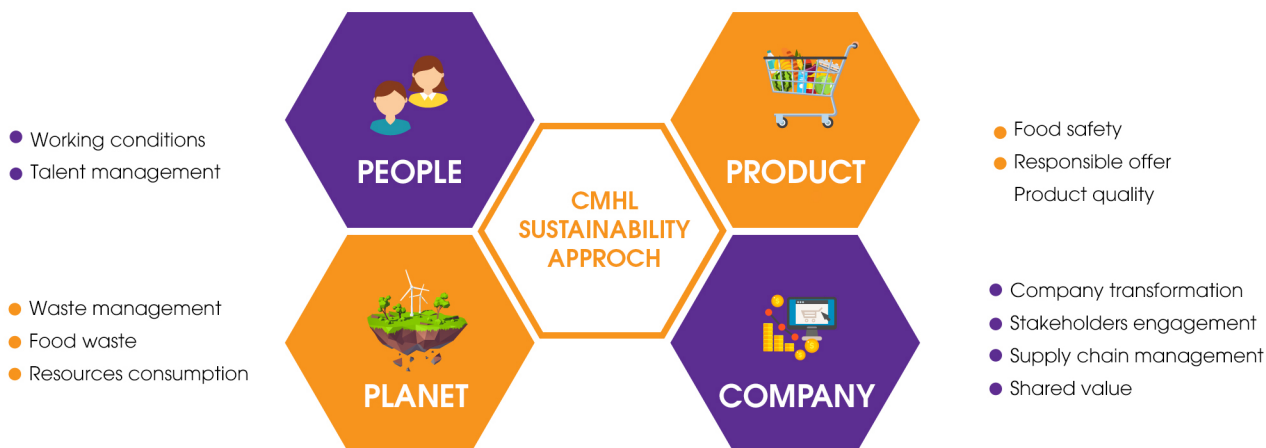 PEOPLE
Working conditions
Talent management
PRODUCT
Food safety
Responsible offer
Product quality
CMHL
SUSTAINABILITY
APPROCH
PLANET
Waste management
Food waste
Resources consumption
COMPANY
Company transformation
Stakeholders engagement
Supply chain management
Shared value